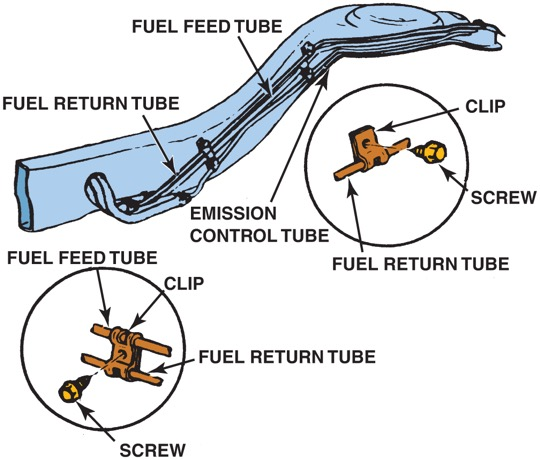 FUEL FEED TUBE
FUEL RETURN TUBE
EMISSION
CONTROL TUBE
CLIP
SCREW
FUEL RETURN TUBE
FUEL FEED TUBE
CLIP
FUEL RETURN TUBE
SCREW